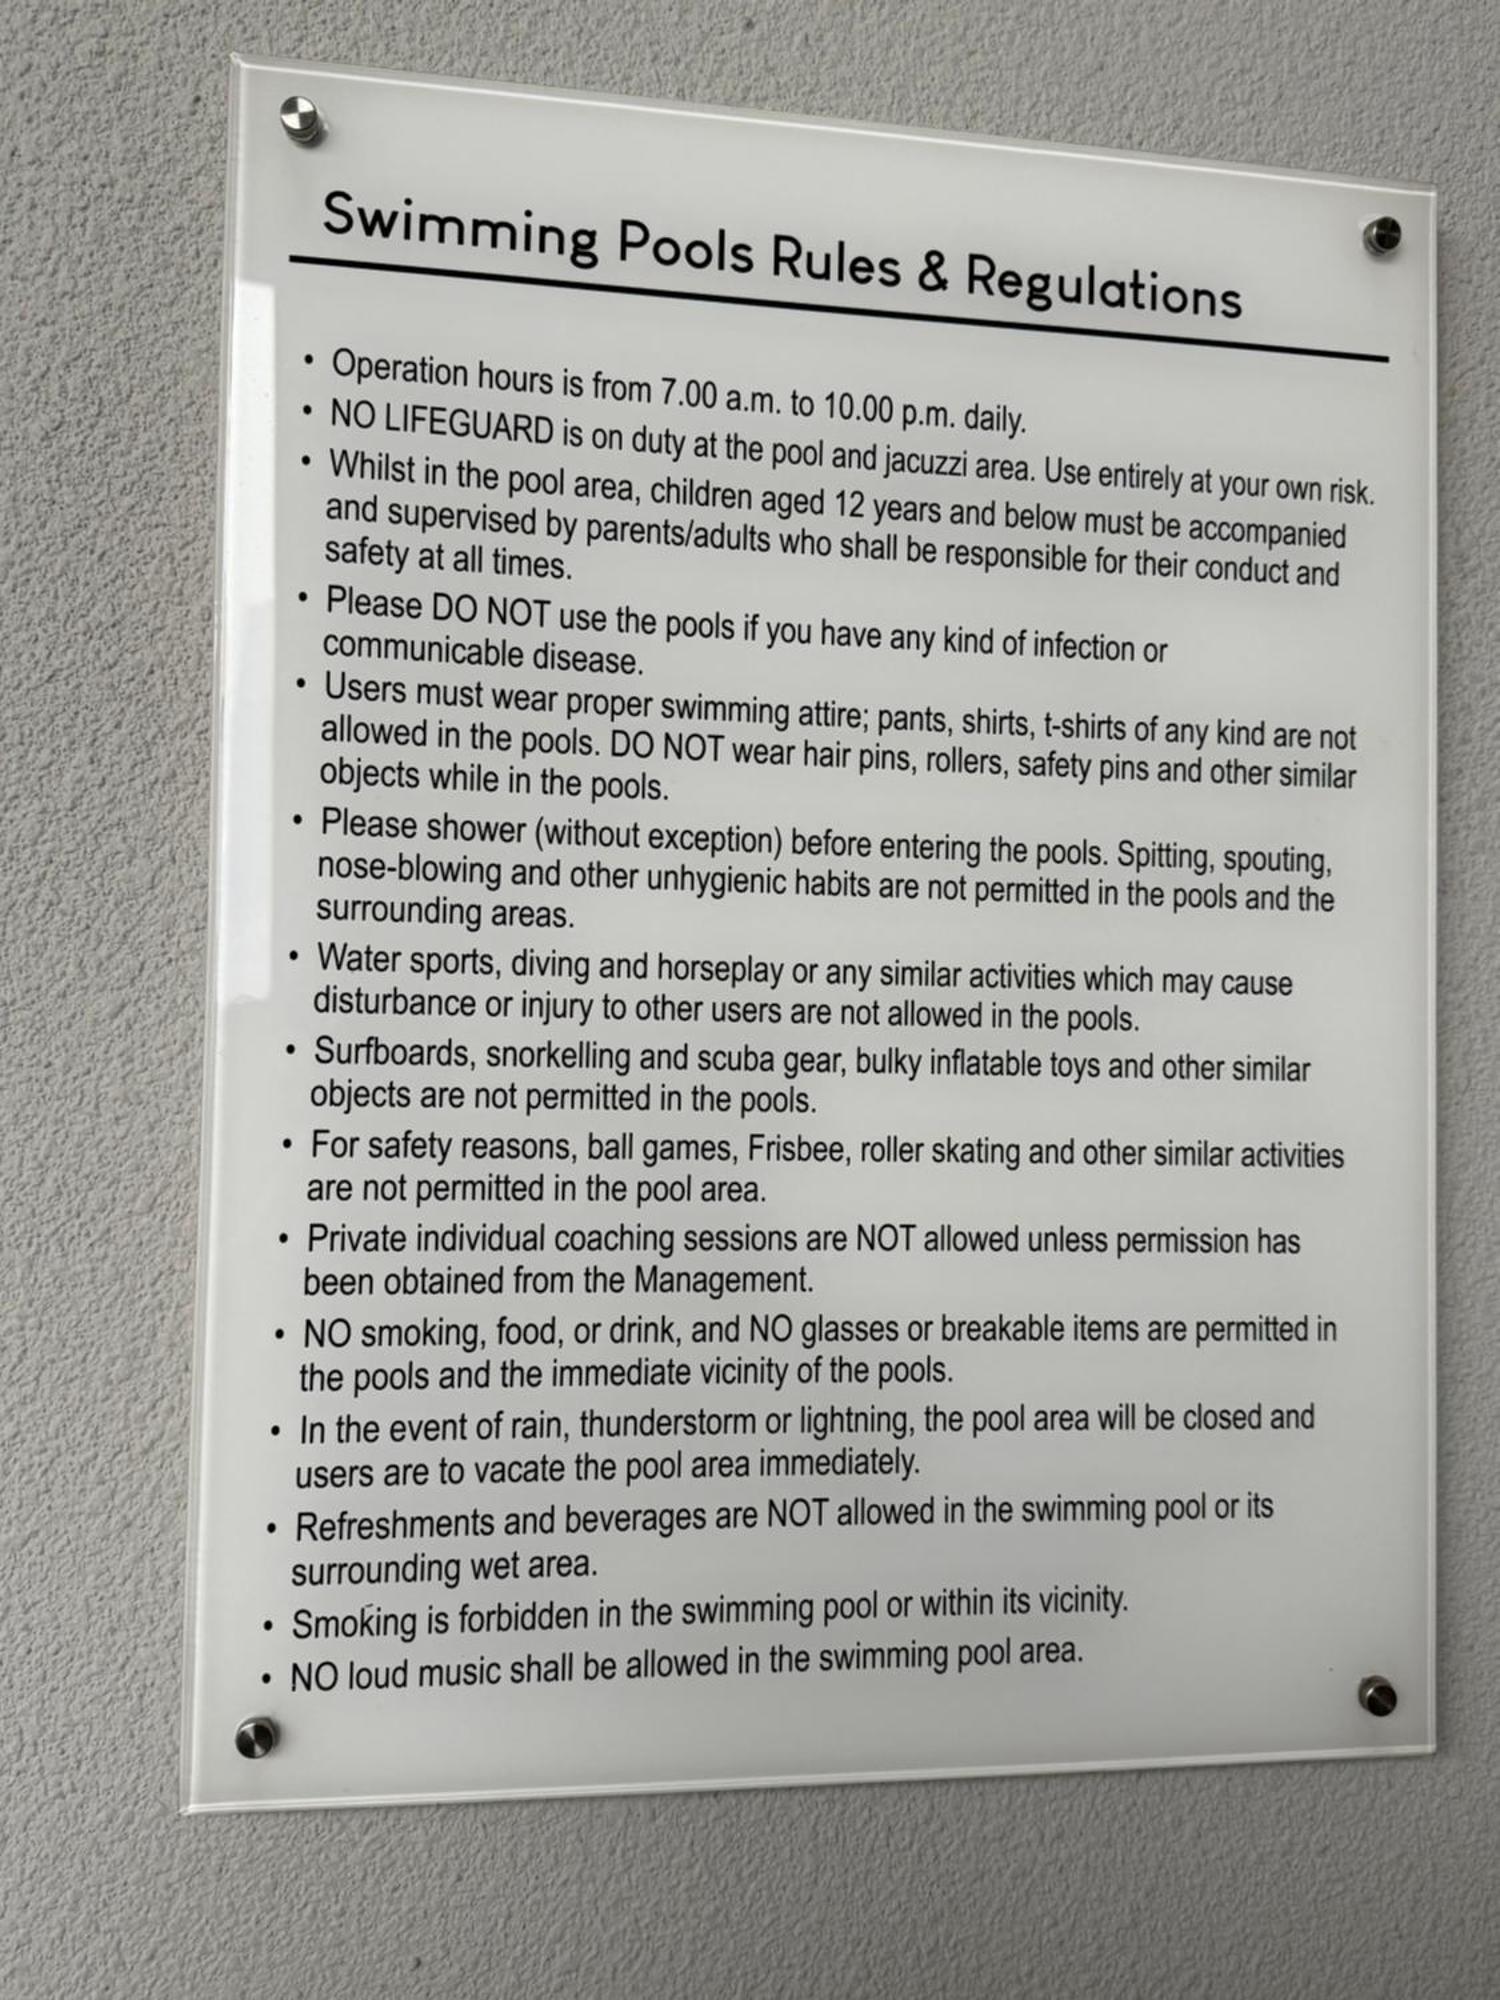 Swimming Pools Rules & Regulations
• Operation hours is from 7.00 a.m. to 10.00 p.m. daily.
• NO LIFEGUARD is on duty at the pool and jacuzzi area. Use entirely at your own risk.
• Whilst in the pool area, children aged 12 years and below must be accompanied
and supervised by parents/adults who shall be responsible for their conduct and
safety at all times.
• Please DO NOT use the pools if you have any kind of infection or
communicable disease.
• Users must wear proper swimming attire; pants, shirts, t-shirts of any kind are not
allowed in the pools. DO NOT wear hair pins, rollers, safety pins and other similar
objects while in the pools.
• Please shower (without exception) before entering the pools. Spitting, spouting,
nose-blowing and other unhygienic habits are not permitted in the pools and the
surrounding areas.
• Water sports, diving and horseplay or any similar activities which may cause
disturbance or injury to other users are not allowed in the pools.
• Surfboards, snorkelling and scuba gear, bulky inflatable toys and other similar
objects are not permitted in the pools.
• For safety reasons, ball games, Frisbee, roller skating and other similar activities
are not permitted in the pool area.
• Private individual coaching sessions are NOT allowed unless permission has
been obtained from the Management.
• NO smoking, food, or drink, and NO glasses or breakable items are permitted in
the pools and the immediate vicinity of the pools.
• In the event of rain, thunderstorm or lightning, the pool area will be closed and
users are to vacate the pool area immediately.
• Refreshments and beverages are NOT allowed in the swimming pool or its
surrounding wet area.
• Smoking is forbidden in the swimming pool or within its vicinity.
• NO loud music shall be allowed in the swimming pool area.